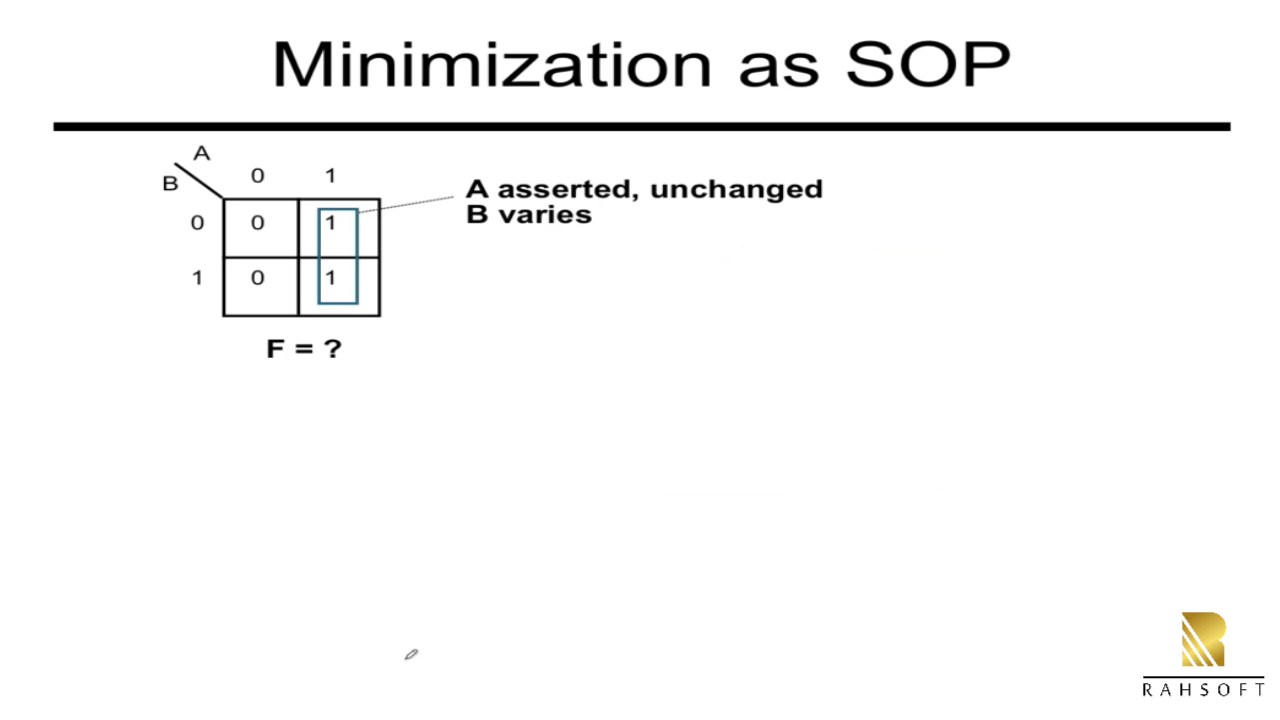 Minimization as SOP
A
B
0 1
0 0 1
1 0 1
A asserted, unchanged
B varies
F = ?
RAHSOFT